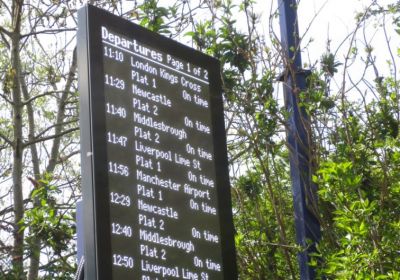 Departures Page 1 of 2
11:10 London Kings Cross
Plat 1 On time
11:29 Newcastle
Plat 2 On time
11:40 Middlesbrough
Plat 2 On time
11:47 Liverpool Lime St
Plat 1 On time
11:56 Manchester Airport
Plat 1 On time
12:29 Newcastle
Plat 2 On time
12:40 Middlesbrough
Plat 2 On time
12:50 Liverpool Lime St